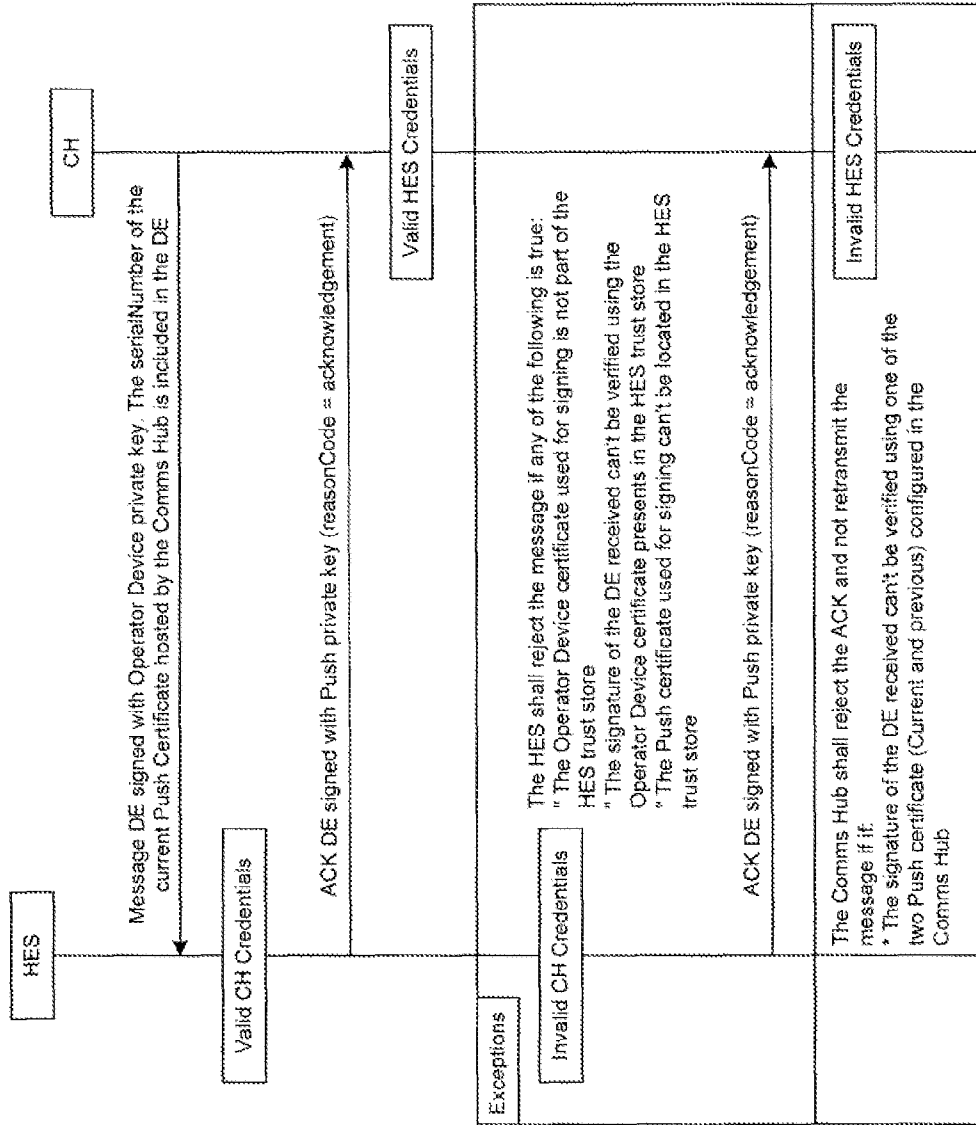 HES
CH
Message DE signed with Operator Device private key. The serialNumber of the
current Push Certificate hosted by the Comms Hub is included in the DE
Valid CH Credentials
ACK DE signed with Push private key (reasonCode = acknowledgement)
Valid HES Credentials
Exceptions
Invalid CH Credentials
The HES shall reject the message if any of the following is true:
" The Operator Device certificate used for signing is not part of the
HES trust store
" The signature of the DE received can't be verified using the
Operator Device certificate presents in the HES trust store
" The Push certificate used for signing can't be located in the HES
trust store
ACK DE signed with Push private key (reasonCode = acknowledgement)
Invalid HES Credentials
The Comms Hub shall reject the ACK and not retransmit the
message if if:
* The signature of the DE received can't be verified using one of the
two Push certificate (Current and previous) configured in the
Comms Hub